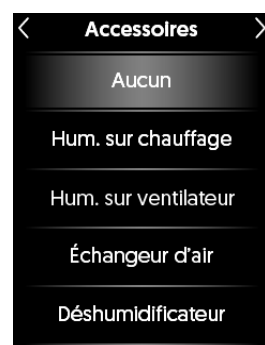 Accessoires
Aucun
Hum. sur chauffage
Hum. sur ventilateur
Échangeur d'air
Déshumidificateur